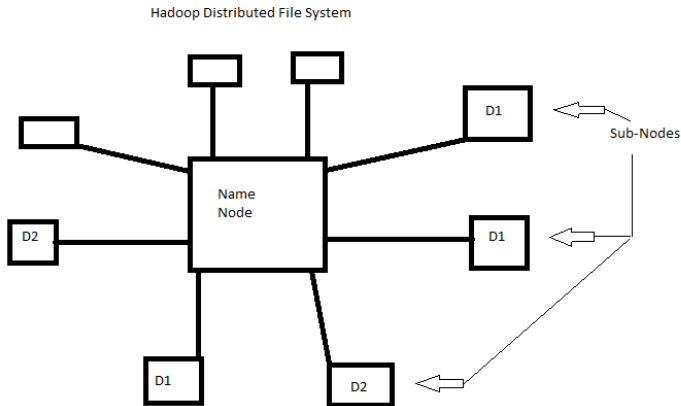 Hadoop Distributed File System
D1
Sub-Nodes
Name
Node
D2
D1
D1
D2